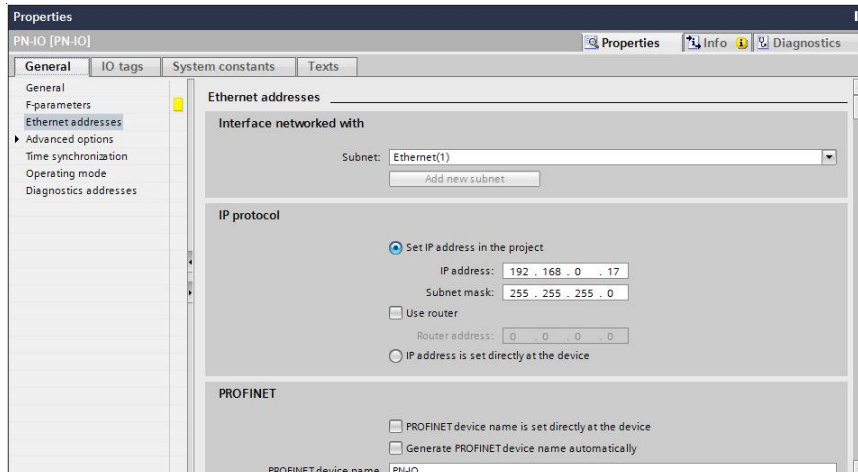 Properties
PN-IO [PN-IO]
Properties Info Diagnostics
General IO tags System constants Texts
General
F-parameters
Ethernet addresses
Advanced options
Time synchronization
Operating mode
Diagnostics addresses
Ethernet addresses
Interface networked with
Subnet: Ethernet(1)
Add new subnet
IP protocol
Set IP address in the project
IP address: 192 . 168 . 0 . 17
Subnet mask: 255 . 255 . 255 . 0
Use router
Router address: 0 . 0 . 0 . 0
IP address is set directly at the device
PROFINET
PROFINET device name is set directly at the device
Generate PROFINET device name automatically
PROFINET device name PN-IO